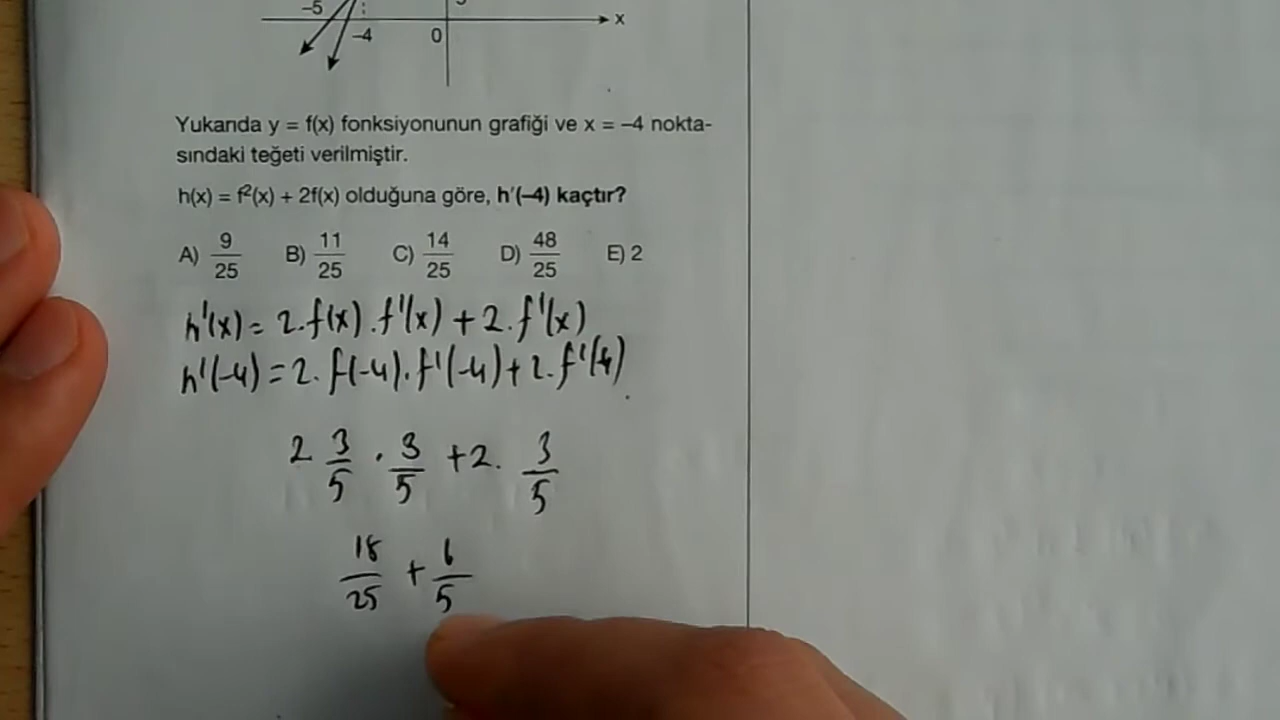 -5
x
-4
0
Yukarıda y = f(x) fonksiyonunun grafiği ve x = -4 nokta-
sındaki teğeti verilmiştir.
h(x) = f²(x) + 2f(x) olduğuna göre, h'(-4) kaçtır?
A) 9/25 B) 11/25 C) 14/25 D) 48/25 E) 2
h'(x) = 2.f(x).f'(x) + 2.f'(x)
h'(-4) = 2.f(-4).f'(-4) + 2.f'(4)
2 3/5 . 3/5 + 2. 3/5
18/25 + 6/5